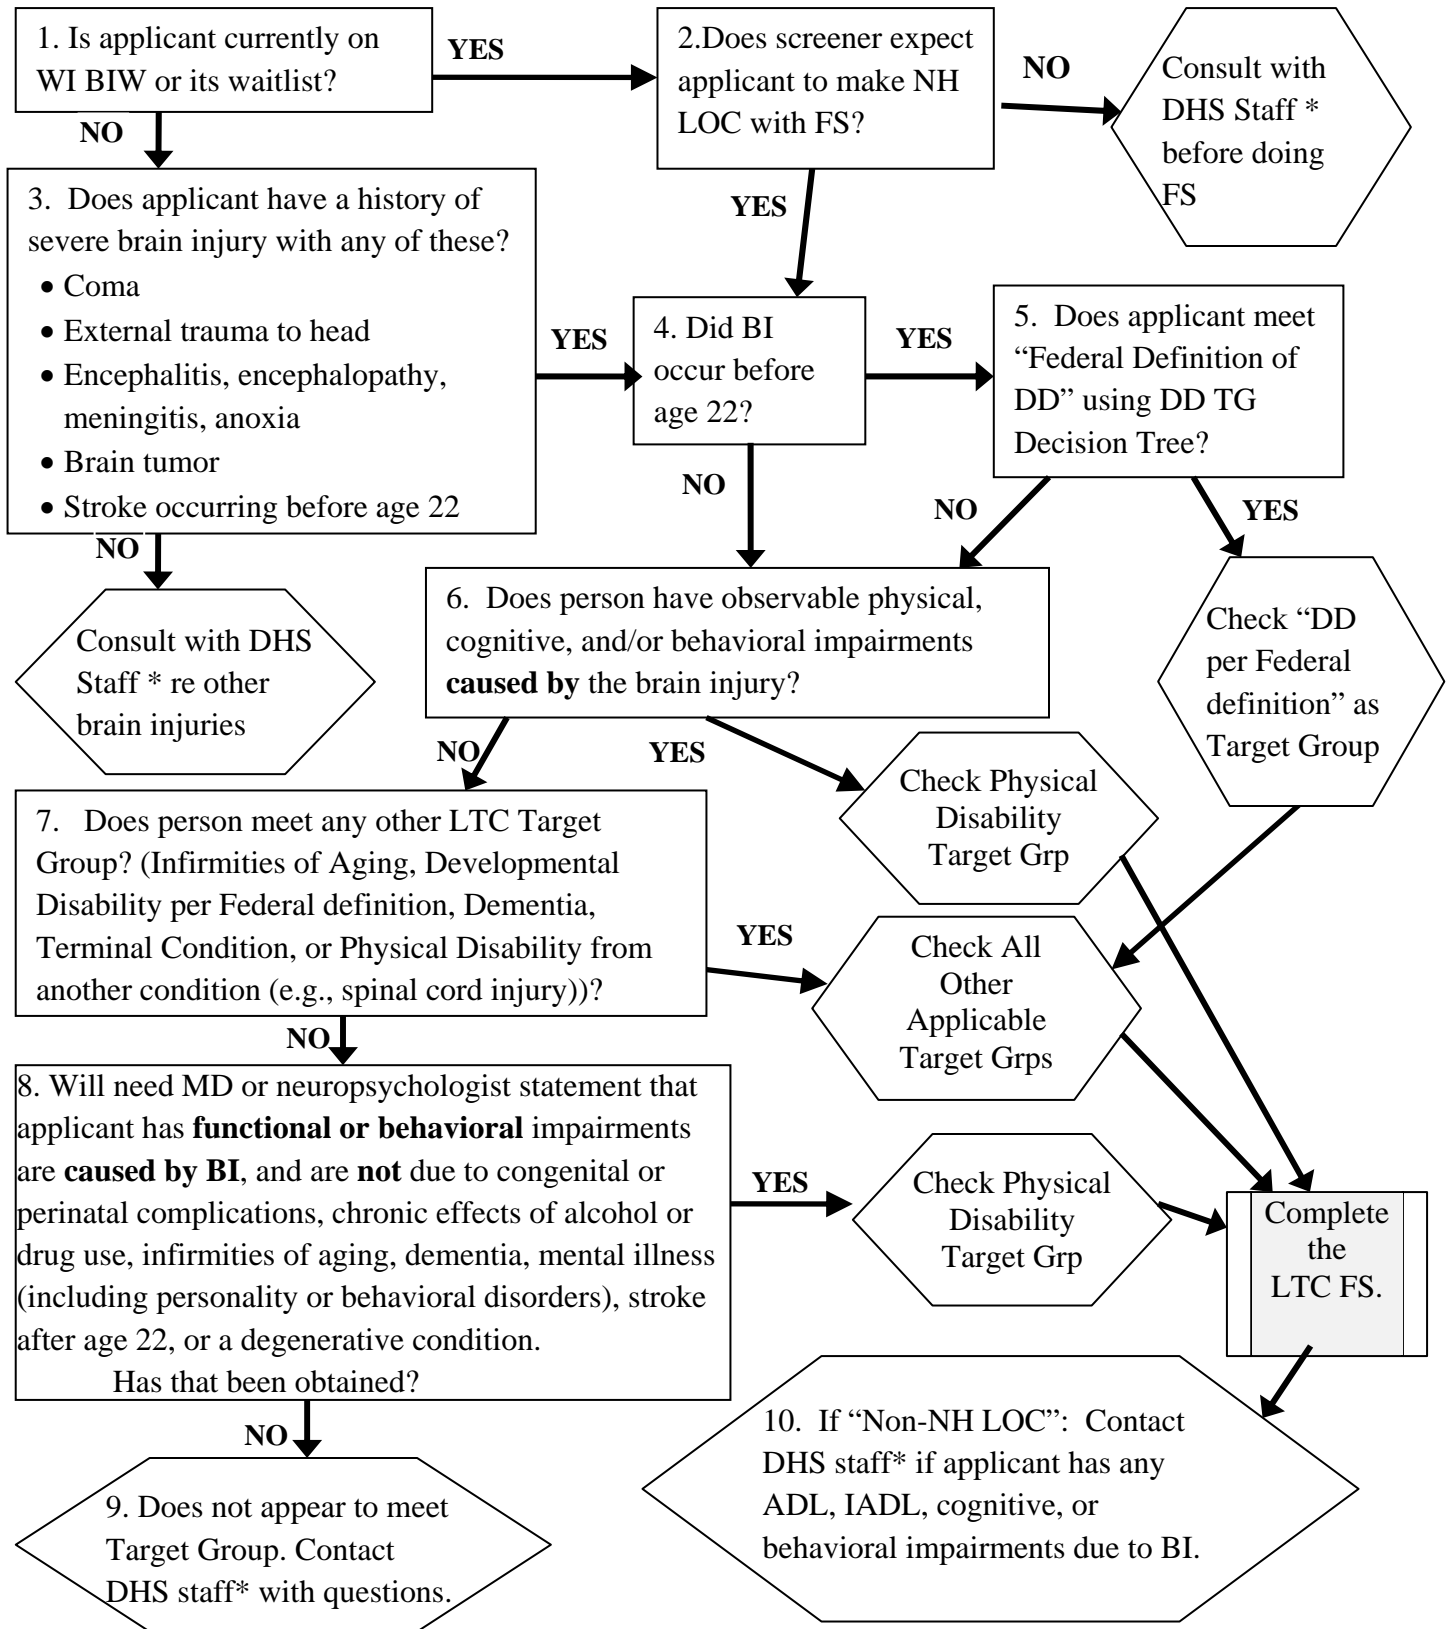 1. Is applicant currently on
WI BIW or its waitlist?
YES
2.Does screener expect
applicant to make NH
LOC with FS?
NO
Consult with
DHS Staff *
before doing
FS
NO
3. Does applicant have a history of
severe brain injury with any of these?
• Coma
• External trauma to head
• Encephalitis, encephalopathy,
meningitis, anoxia
• Brain tumor
• Stroke occurring before age 22
YES
YES
4. Did BI
occur before
age 22?
YES
5. Does applicant meet
“Federal Definition of
DD” using DD TG
Decision Tree?
NO
NO
YES
NO
Consult with DHS
Staff * re other
brain injuries
6. Does person have observable physical,
cognitive, and/or behavioral impairments
caused by the brain injury?
Check “DD
per Federal
definition” as
Target Group
NO
YES
Check Physical
Disability
Target Grp
7. Does person meet any other LTC Target
Group? (Infirmities of Aging, Developmental
Disability per Federal definition, Dementia,
Terminal Condition, or Physical Disability from
another condition (e.g., spinal cord injury))?
YES
Check All
Other
Applicable
Target Grps
NO
8. Will need MD or neuropsychologist statement that
applicant has functional or behavioral impairments
are caused by BI, and are not due to congenital or
perinatal complications, chronic effects of alcohol or
drug use, infirmities of aging, dementia, mental illness
(including personality or behavioral disorders), stroke
after age 22, or a degenerative condition.
Has that been obtained?
YES
Check Physical
Disability
Target Grp
Complete
the
LTC FS.
NO
9. Does not appear to meet
Target Group. Contact
DHS staff* with questions.
10. If “Non-NH LOC”: Contact
DHS staff* if applicant has any
ADL, IADL, cognitive, or
behavioral impairments due to BI.